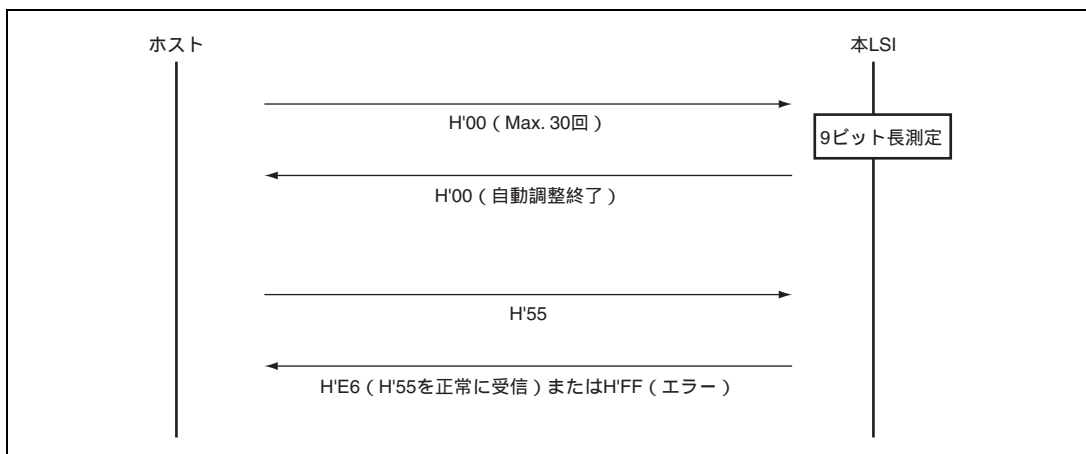 ホスト
本LSI
H'00（Max. 30回）
9ビット長測定
H'00（自動調整終了）
H'55
H'E6（H'55を正常に受信）またはH'FF（エラー）